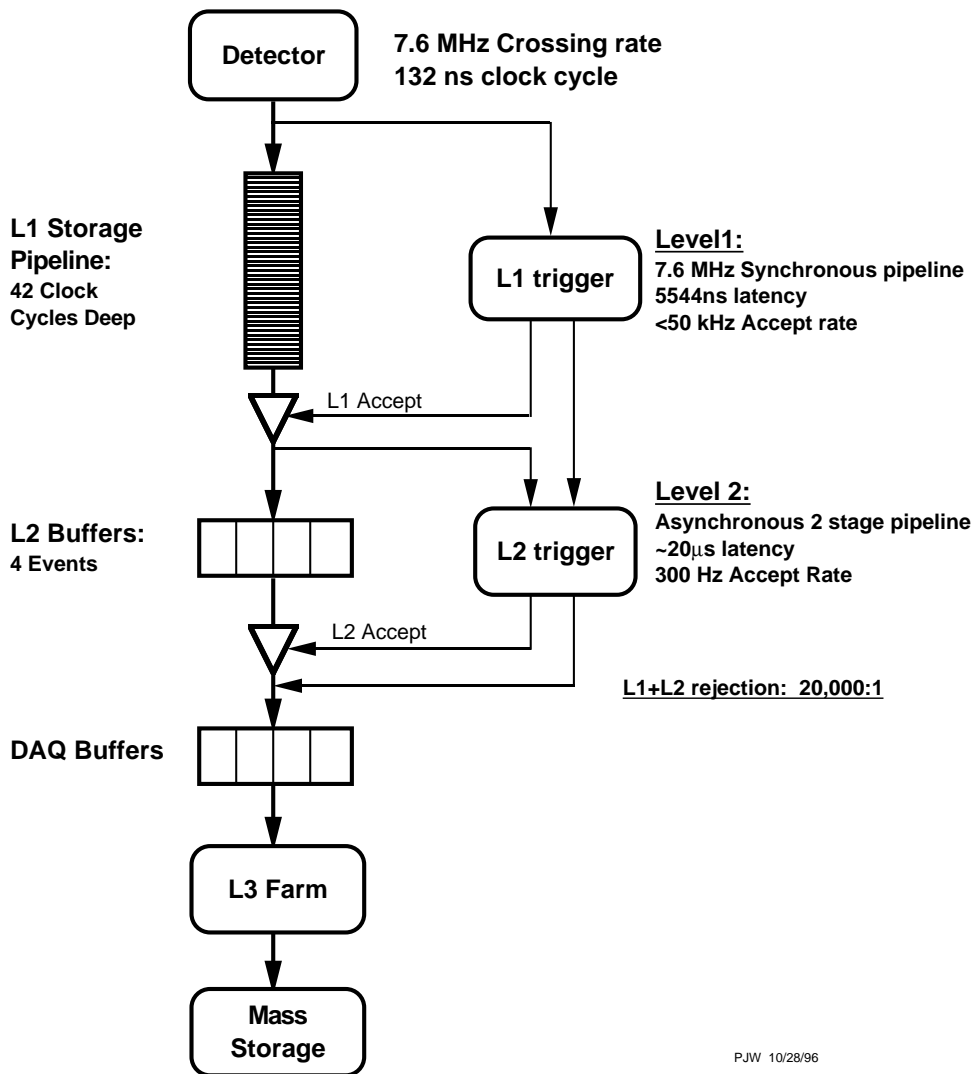 Detector
7.6 MHz Crossing rate
132 ns clock cycle
L1 Storage
Pipeline:
42 Clock
Cycles Deep
L1 trigger
Level1:
7.6 MHz Synchronous pipeline
5544ns latency
<50 kHz Accept rate
L1 Accept
L2 Buffers:
4 Events
L2 trigger
Level 2:
Asynchronous 2 stage pipeline
~20µs latency
300 Hz Accept Rate
L2 Accept
L1+L2 rejection: 20,000:1
DAQ Buffers
L3 Farm
Mass
Storage
PJW 10/28/96